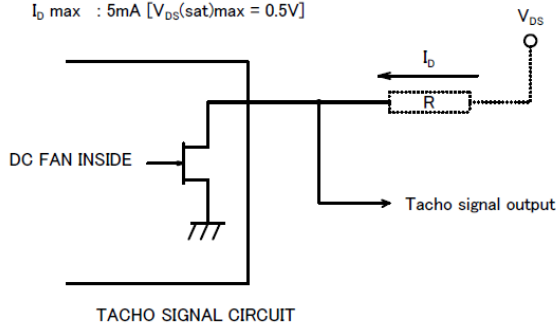 I_D max : 5mA [V_DS(sat)max = 0.5V]
V_DS
I_D
R
DC FAN INSIDE
Tacho signal output
TACHO SIGNAL CIRCUIT